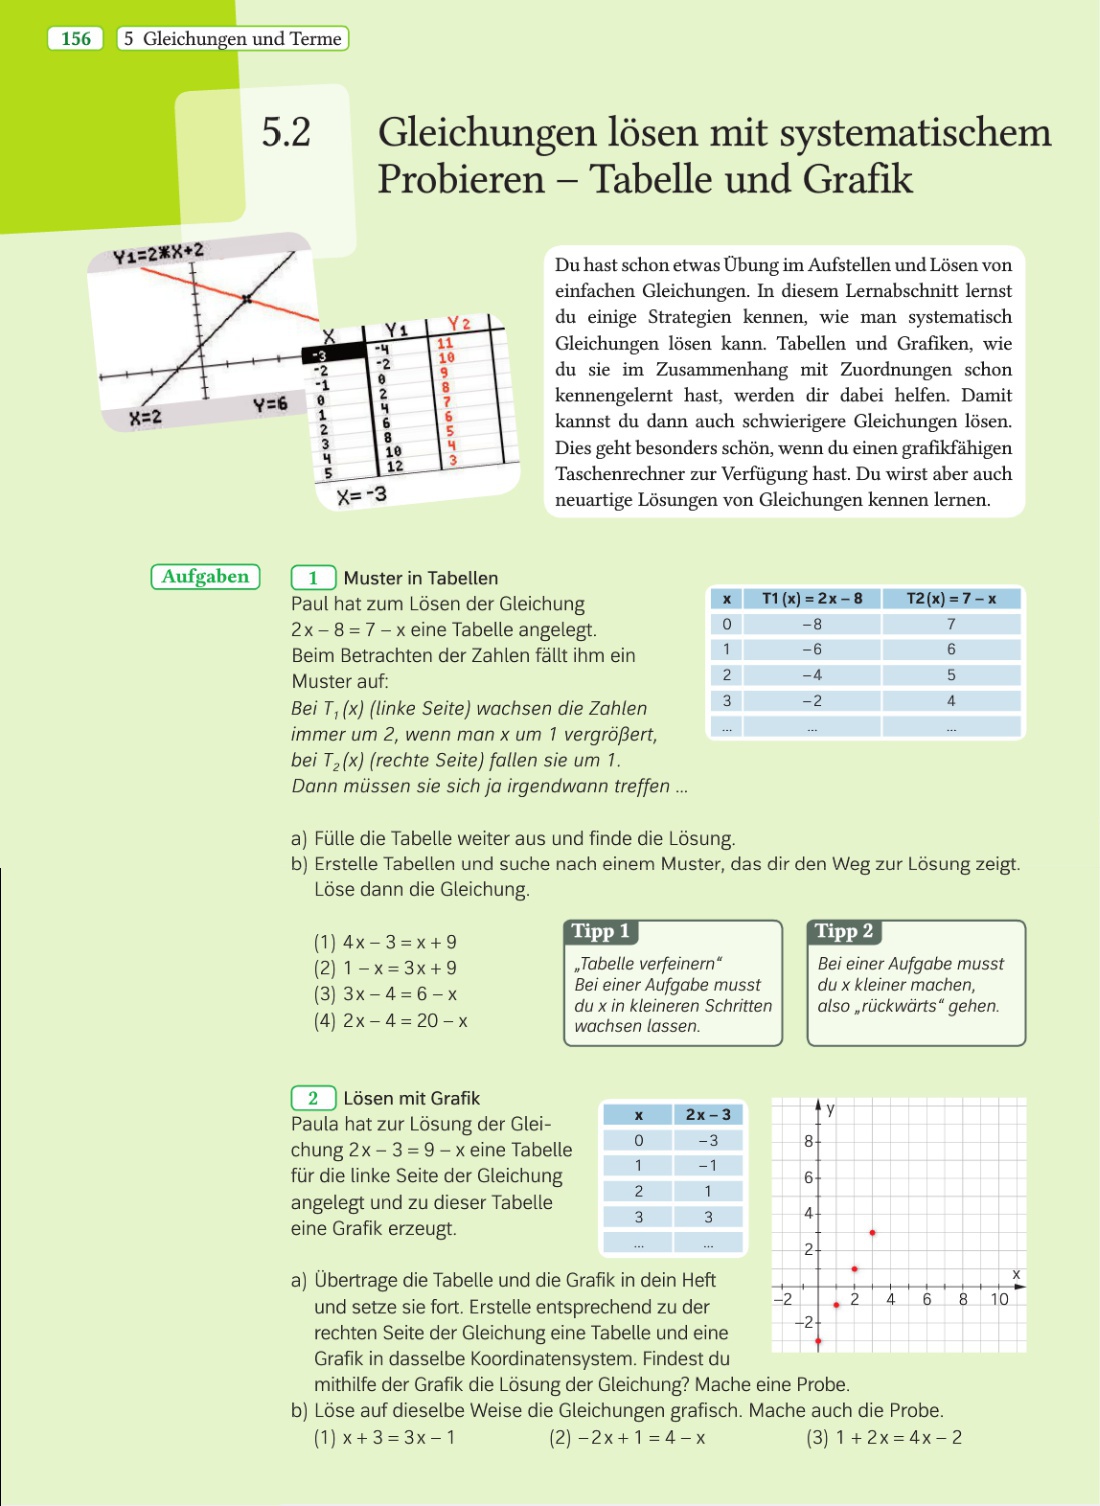 156 5 Gleichungen und Terme
5.2 Gleichungen lösen mit systematischem
Probieren – Tabelle und Grafik
Y1=2*X+2
X=2 Y=6
X Y1 Y2
-3 -4 11
-2 -2 10
-1 0 9
0 2 8
1 4 7
2 6 6
3 8 5
4 10 4
5 12 3
X= -3
Du hast schon etwas Übung im Aufstellen und Lösen von
einfachen Gleichungen. In diesem Lernabschnitt lernst
du einige Strategien kennen, wie man systematisch
Gleichungen lösen kann. Tabellen und Grafiken, wie
du sie im Zusammenhang mit Zuordnungen schon
kennengelernt hast, werden dir dabei helfen. Damit
kannst du dann auch schwierigere Gleichungen lösen.
Dies geht besonders schön, wenn du einen grafikfähigen
Taschenrechner zur Verfügung hast. Du wirst aber auch
neuartige Lösungen von Gleichungen kennen lernen.
Aufgaben
1 Muster in Tabellen
Paul hat zum Lösen der Gleichung
2x – 8 = 7 – x eine Tabelle angelegt.
Beim Betrachten der Zahlen fällt ihm ein
Muster auf:
Bei T₁(x) (linke Seite) wachsen die Zahlen
immer um 2, wenn man x um 1 vergrößert,
bei T₂(x) (rechte Seite) fallen sie um 1.
Dann müssen sie sich ja irgendwann treffen ...
x T1(x) = 2x – 8 T2(x) = 7 – x
0 –8 7
1 –6 6
2 –4 5
3 –2 4
... ... ...
a) Fülle die Tabelle weiter aus und finde die Lösung.
b) Erstelle Tabellen und suche nach einem Muster, das dir den Weg zur Lösung zeigt.
Löse dann die Gleichung.
(1) 4x – 3 = x + 9
(2) 1 – x = 3x + 9
(3) 3x – 4 = 6 – x
(4) 2x – 4 = 20 – x
Tipp 1
„Tabelle verfeinern“
Bei einer Aufgabe musst
du x in kleineren Schritten
wachsen lassen.
Tipp 2
Bei einer Aufgabe musst
du x kleiner machen,
also „rückwärts“ gehen.
2 Lösen mit Grafik
Paula hat zur Lösung der Glei-
chung 2x – 3 = 9 – x eine Tabelle
für die linke Seite der Gleichung
angelegt und zu dieser Tabelle
eine Grafik erzeugt.
x 2x – 3
0 –3
1 –1
2 1
3 3
... ...
y
8
6
4
2
x
–2 2 4 6 8 10
–2
a) Übertrage die Tabelle und die Grafik in dein Heft
und setze sie fort. Erstelle entsprechend zu der
rechten Seite der Gleichung eine Tabelle und eine
Grafik in dasselbe Koordinatensystem. Findest du
mithilfe der Grafik die Lösung der Gleichung? Mache eine Probe.
b) Löse auf dieselbe Weise die Gleichungen grafisch. Mache auch die Probe.
(1) x + 3 = 3x – 1 (2) –2x + 1 = 4 – x (3) 1 + 2x = 4x – 2